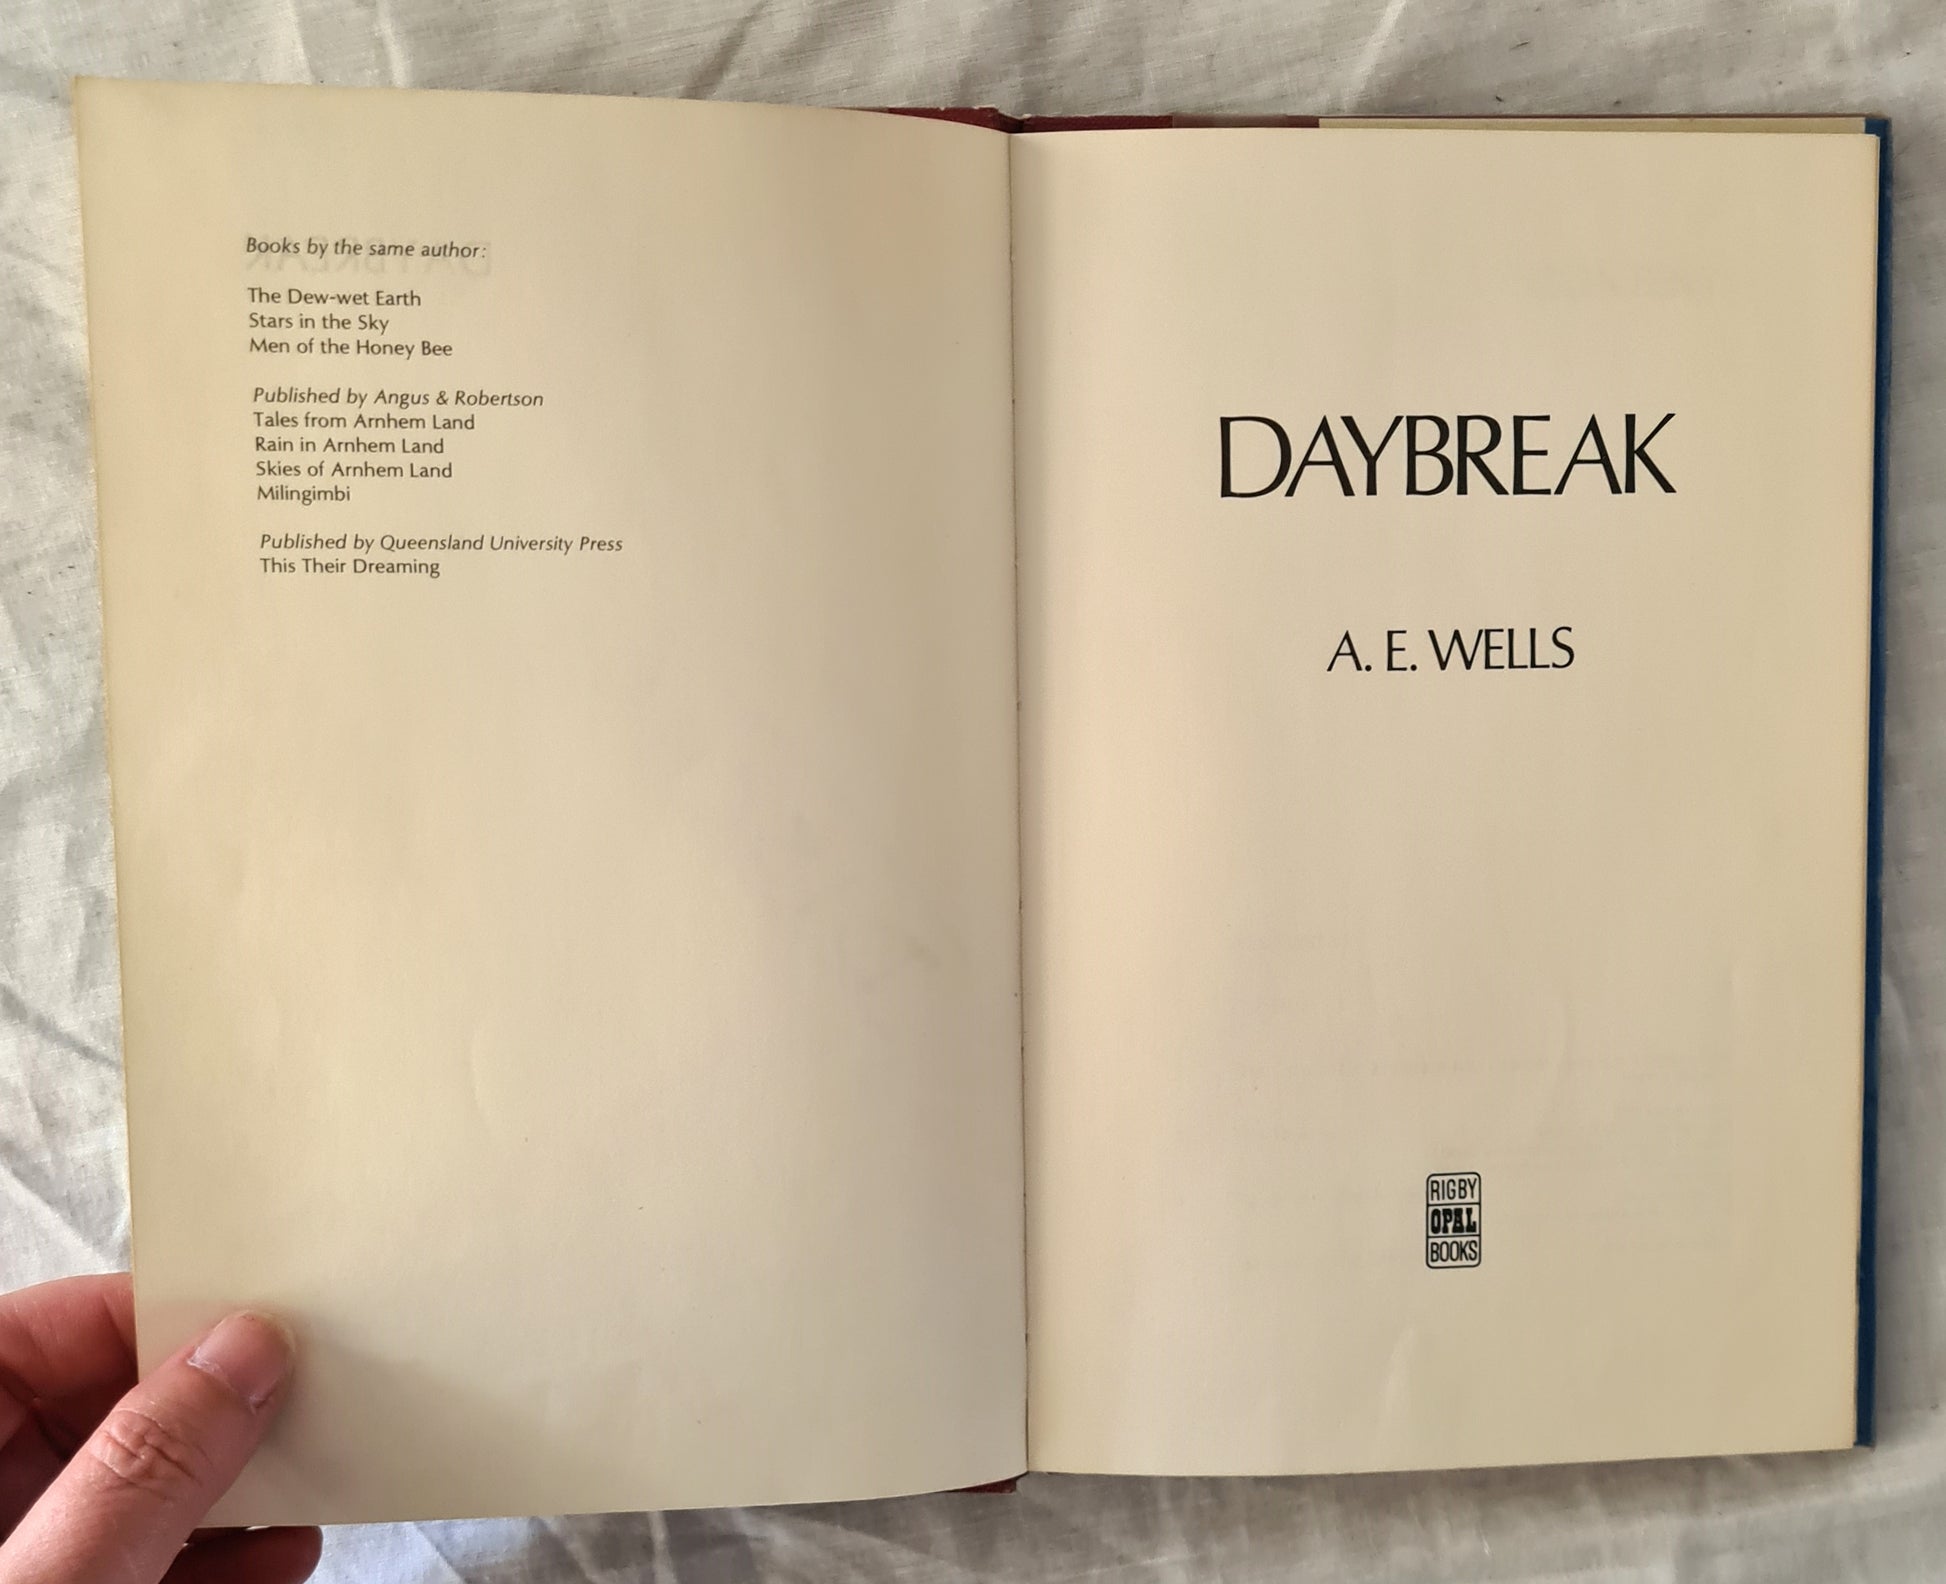 Books by the same author:
The Dew-wet Earth
Stars in the Sky
Men of the Honey Bee
Published by Angus & Robertson
Tales from Arnhem Land
Rain in Arnhem Land
Skies of Arnhem Land
Milingimbi
Published by Queensland University Press
This Their Dreaming
DAYBREAK
A. E. WELLS
RIGBY
OPAL
BOOKS